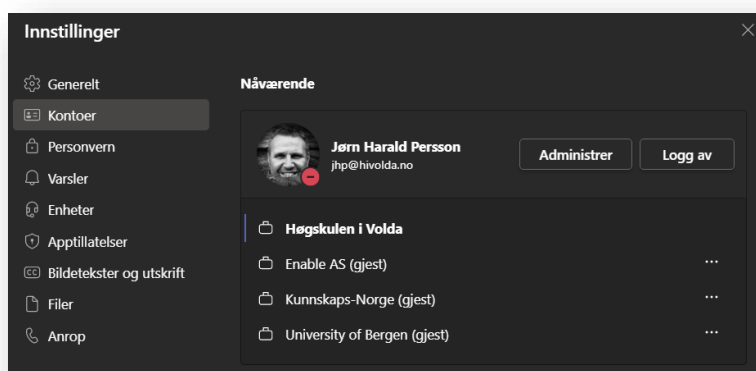 Innstillinger
Generelt
Kontoer
Personvern
Varsler
Enheter
Apptillatelser
CC Bildetekster og utskrift
Filer
Anrop
Nåværende
Jørn Harald Persson
jhp@hivolda.no
Administrer
Logg av
Høgskulen i Volda
Enable AS (gjest)
Kunnskaps-Norge (gjest)
University of Bergen (gjest)